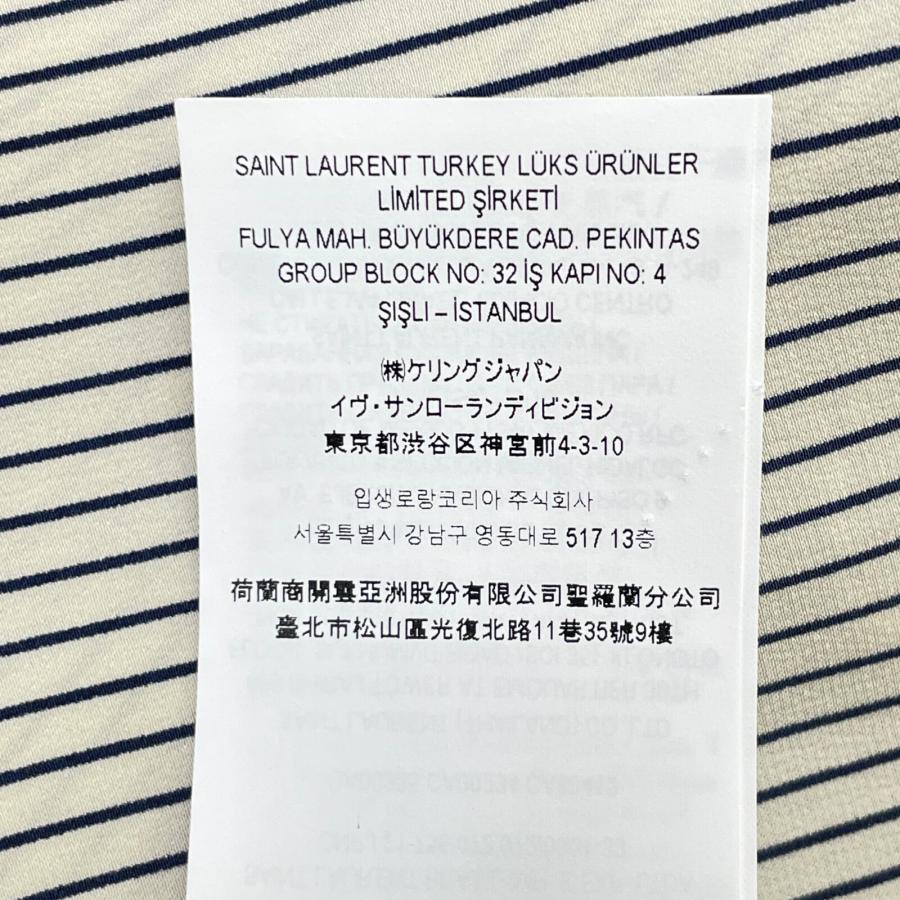 SAINT LAURENT TURKEY LÜKS ÜRÜNLER
LİMİTED ŞİRKETİ
FULYA MAH. BÜYÜKDERE CAD. PEKINTAS
GROUP BLOCK NO: 32 İŞ KAPI NO: 4
ŞIŞLI – İSTANBUL
㈱ケリングジャパン
イヴ・サンローランディビジョン
東京都渋谷区神宮前4-3-10
입생로랑코리아 주식회사
서울특별시 강남구 영동대로 517 13층
荷蘭商開雲亞洲股份有限公司聖羅蘭分公司
臺北市松山區光復北路11巷35號9樓